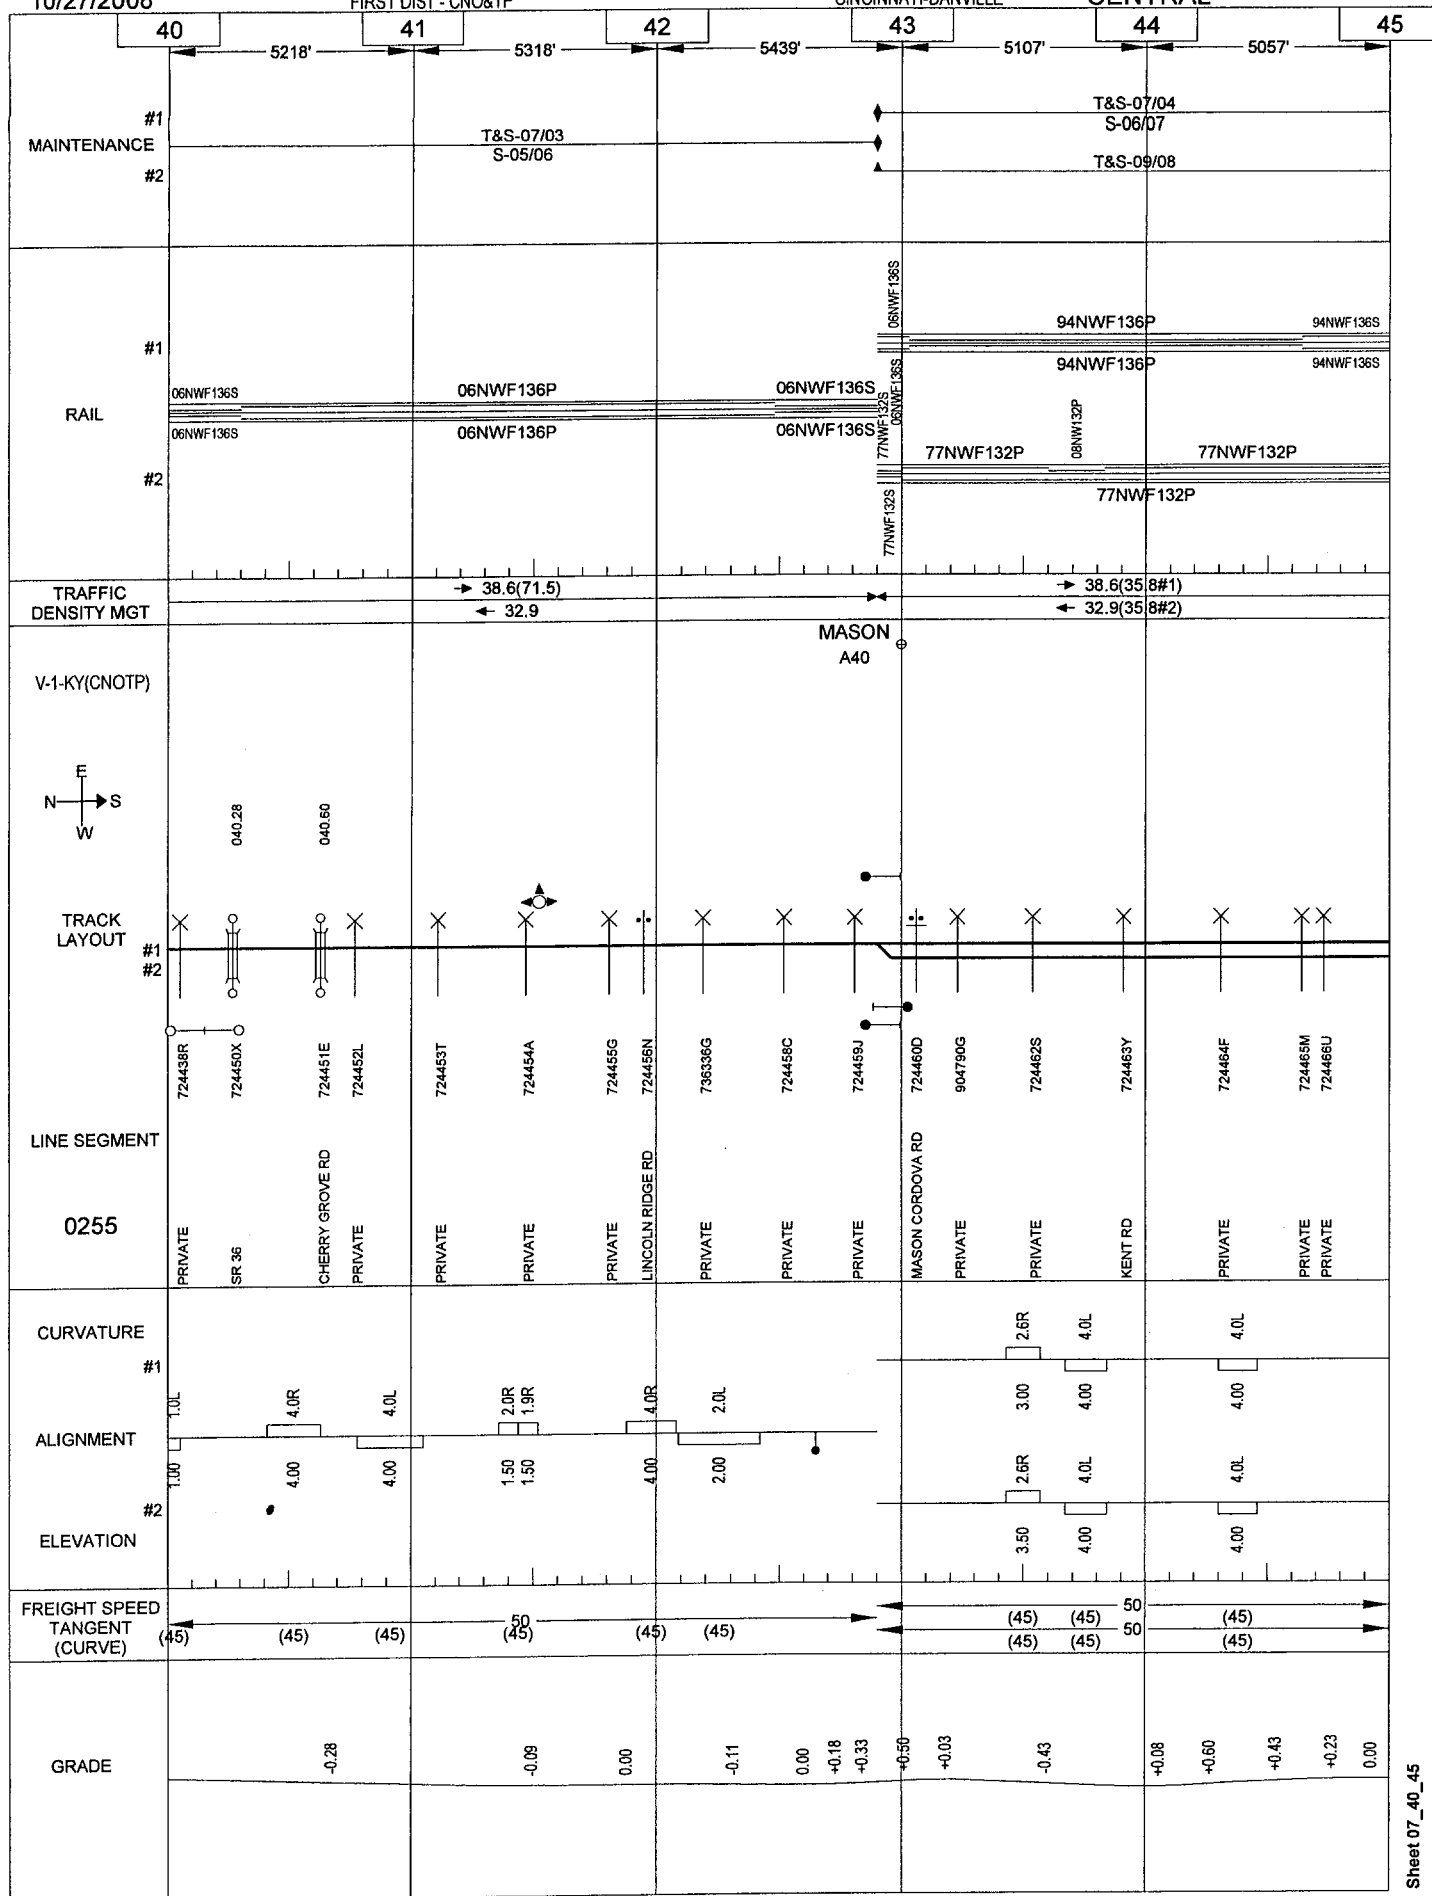 10/27/2008 FIRST DIST - CNO&TP CINCINNATI-DANVILLE CENTRAL
40 41 42 43 44 45
5218' 5318' 5439' 5107' 5057'
#1
MAINTENANCE
#2
T&S-07/03
S-05/06
T&S-07/04
S-06/07
T&S-09/08
#1
RAIL
#2
06NWF136S 06NWF136P 06NWF136S
06NWF136S 06NWF136P 06NWF136S
06NWF136S
06NWF136S
77NWF132S
77NWF132S
94NWF136P 94NWF136S
94NWF136P 94NWF136S
08NW132P
77NWF132P 77NWF132P
77NWF132P
TRAFFIC
DENSITY MGT
38.6(71.5) 38.6(35.8#1)
32.9 32.9(35.8#2)
MASON
A40
V-1-KY(CNOTP)
E
N S
W
040.28 040.60
TRACK
LAYOUT
#1
#2
724438R 724450X 724451E 724452L 724453T 724454A 724455G 724456N 736336G 724458C 724459J 724460D 904790G 724462S 724463Y 724464F 724465M 724466U
LINE SEGMENT
0255
PRIVATE SR 36 CHERRY GROVE RD PRIVATE PRIVATE PRIVATE PRIVATE LINCOLN RIDGE RD PRIVATE PRIVATE PRIVATE MASON CORDOVA RD PRIVATE PRIVATE KENT RD PRIVATE PRIVATE PRIVATE
CURVATURE
#1
2.6R 4.0L 4.0L
3.00 4.00 4.00
1.0L 4.0R 4.0L 2.0R 1.9R 4.0R 2.0L
ALIGNMENT
1.00 4.00 4.00 1.50 1.50 4.00 2.00
2.6R 4.0L 4.0L
#2
ELEVATION
3.50 4.00 4.00
FREIGHT SPEED
TANGENT
(CURVE)
50
(45) (45) (45) (45) (45) (45)
50
(45) (45) (45)
50
(45) (45) (45)
GRADE
-0.28 -0.09 0.00 -0.11 0.00 +0.18 +0.33 +0.50 +0.03 -0.43 +0.08 +0.60 +0.43 +0.23 0.00
Sheet 07_40_45